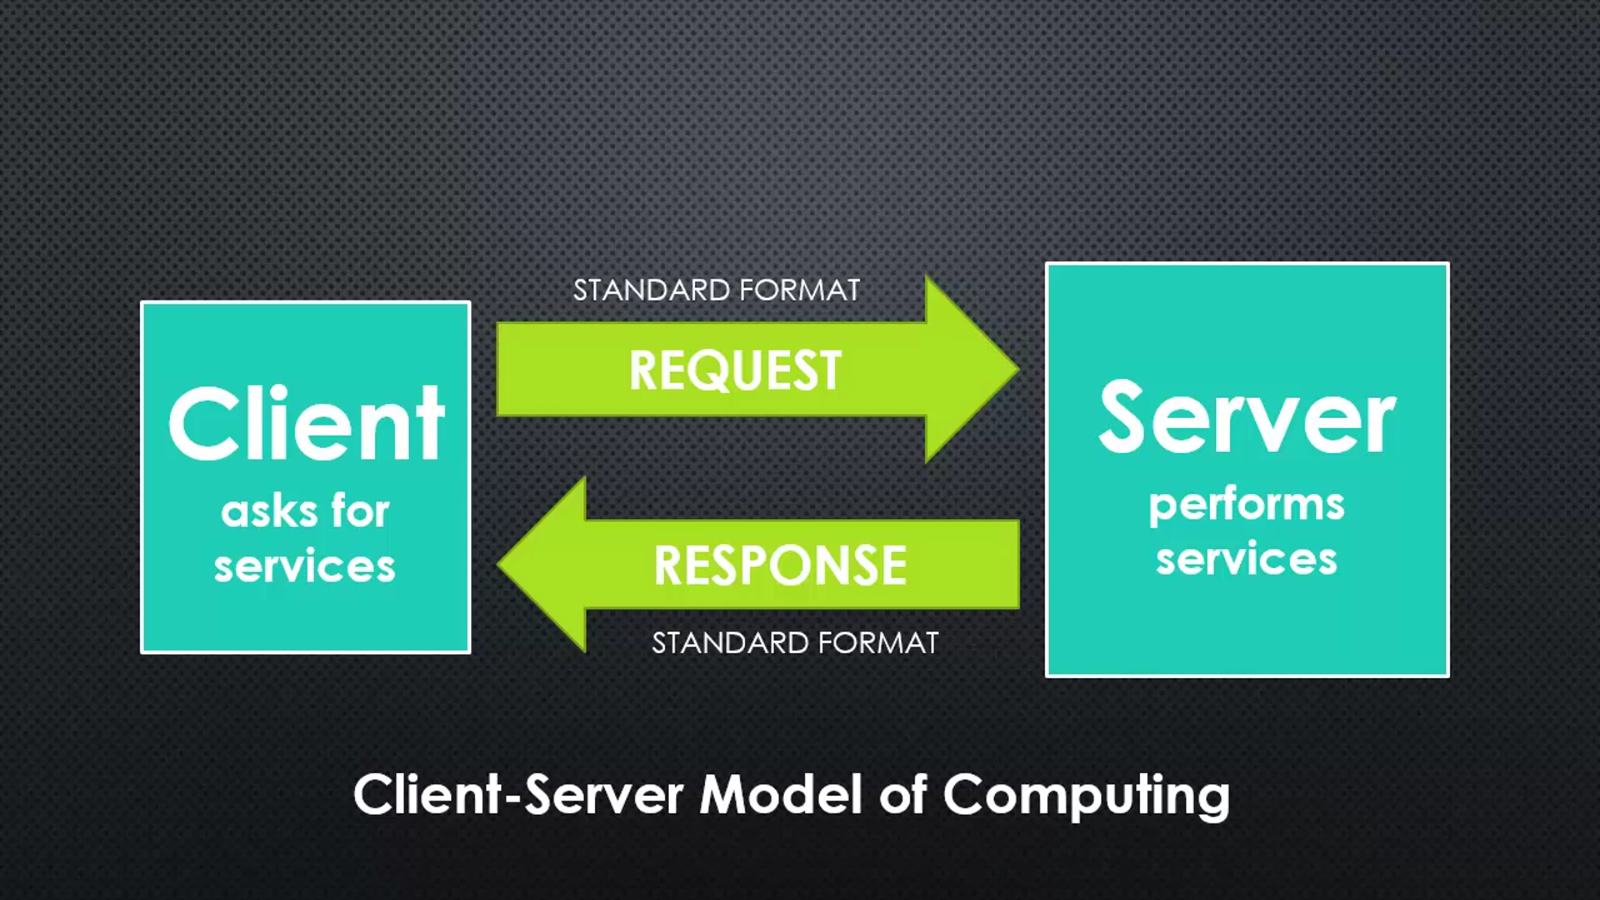 STANDARD FORMAT
REQUEST
Client
asks for
services
Server
performs
services
RESPONSE
STANDARD FORMAT
Client-Server Model of Computing